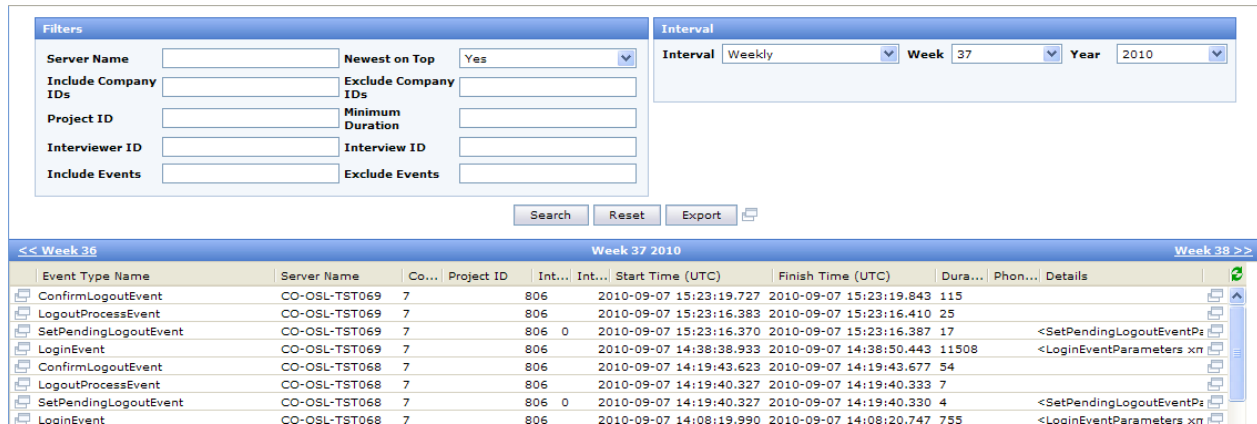 Filters
Interval
Server Name
Newest on Top Yes
Interval Weekly Week 37 Year 2010
Include Company IDs
Exclude Company IDs
Project ID
Minimum Duration
Interviewer ID
Interview ID
Include Events
Exclude Events
Search Reset Export
<< Week 36 Week 37 2010 Week 38 >>
Event Type Name Server Name Co... Project ID Int... Int... Start Time (UTC) Finish Time (UTC) Dura... Phon... Details
ConfirmLogoutEvent CO-OSL-TST069 7 806 2010-09-07 15:23:19.727 2010-09-07 15:23:19.843 115
LogoutProcessEvent CO-OSL-TST069 7 806 2010-09-07 15:23:16.383 2010-09-07 15:23:16.410 25
SetPendingLogoutEvent CO-OSL-TST069 7 806 0 2010-09-07 15:23:16.370 2010-09-07 15:23:16.387 17 <SetPendingLogoutEventPa
LoginEvent CO-OSL-TST069 7 806 2010-09-07 14:38:38.933 2010-09-07 14:38:50.443 11508 <LoginEventParameters xm
ConfirmLogoutEvent CO-OSL-TST068 7 806 2010-09-07 14:19:43.623 2010-09-07 14:19:43.677 54
LogoutProcessEvent CO-OSL-TST068 7 806 2010-09-07 14:19:40.327 2010-09-07 14:19:40.333 7
SetPendingLogoutEvent CO-OSL-TST068 7 806 0 2010-09-07 14:19:40.327 2010-09-07 14:19:40.330 4 <SetPendingLogoutEventPa
LoginEvent CO-OSL-TST068 7 806 2010-09-07 14:08:19.990 2010-09-07 14:08:20.747 755 <LoginEventParameters xm